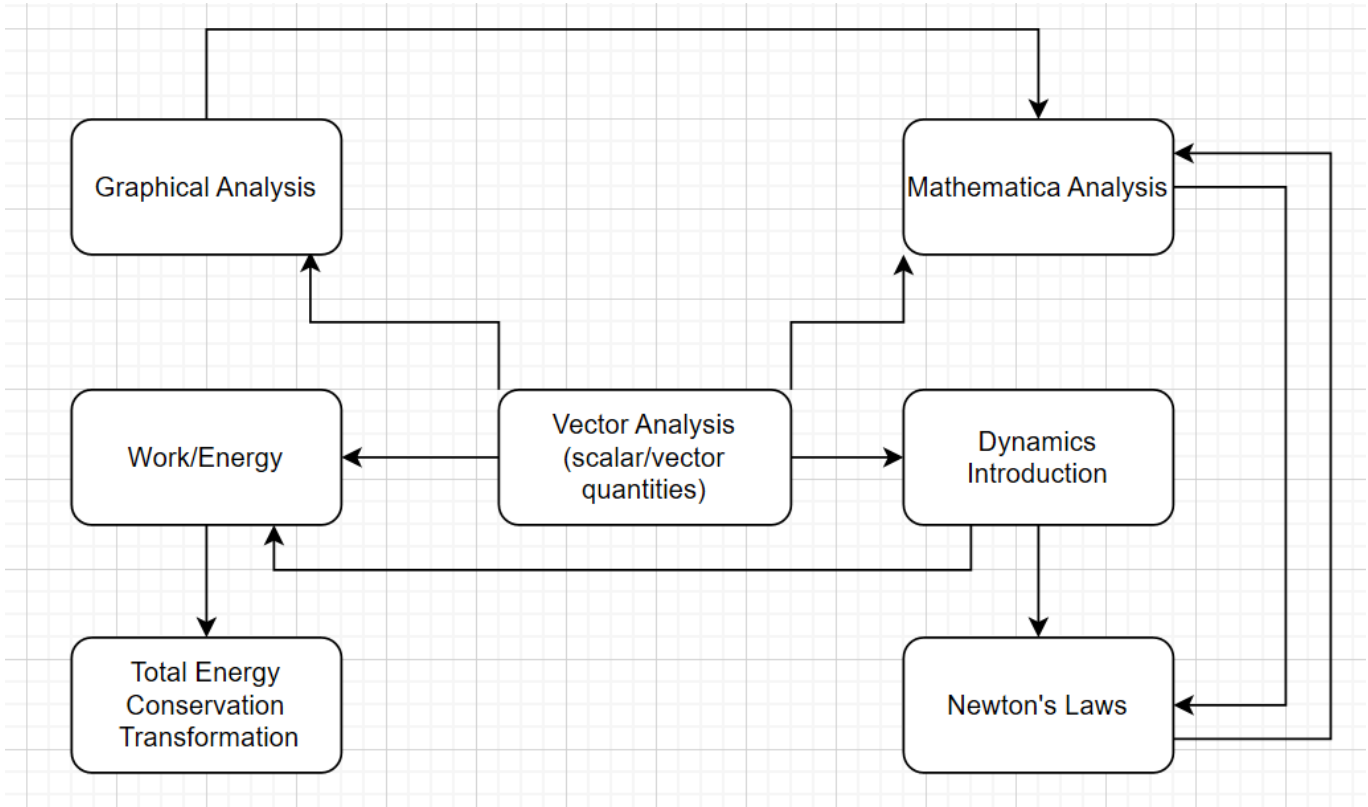 Graphical Analysis
Mathematica Analysis
Work/Energy
Vector Analysis
(scalar/vector
quantities)
Dynamics
Introduction
Total Energy
Conservation
Transformation
Newton's Laws